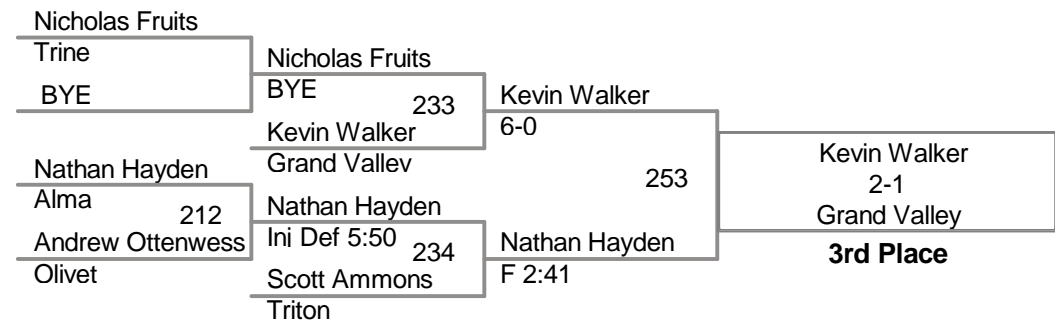 Nicholas Fruits
Trine
BYE
Nicholas Fruits
BYE
233
Kevin Walker
Grand Vallev
Kevin Walker
6-0
Nathan Hayden
Alma
212
Andrew Ottenwess
Olivet
Nathan Hayden
Ini Def 5:50
234
Scott Ammons
Triton
Nathan Hayden
F 2:41
253
Kevin Walker
2-1
Grand Valley
3rd Place